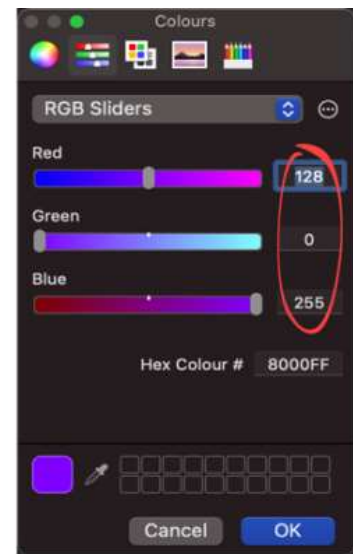 Colours
RGB Sliders
Red
128
Green
0
Blue
255
Hex Colour # 8000FF
Cancel OK